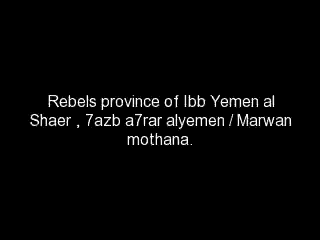 Rebels province of Ibb Yemen al
Shaer , 7azb a7rar alyemen / Marwan
mothana.